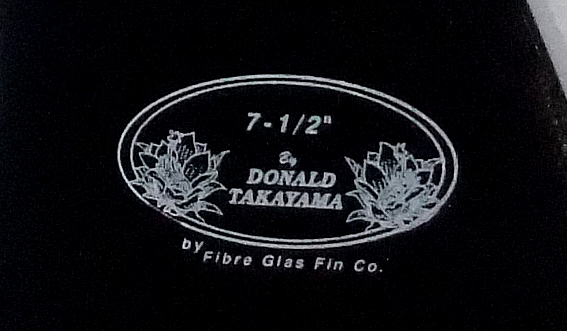 7-1/2"
By
DONALD
TAKAYAMA
by Fibre Glas Fin Co.